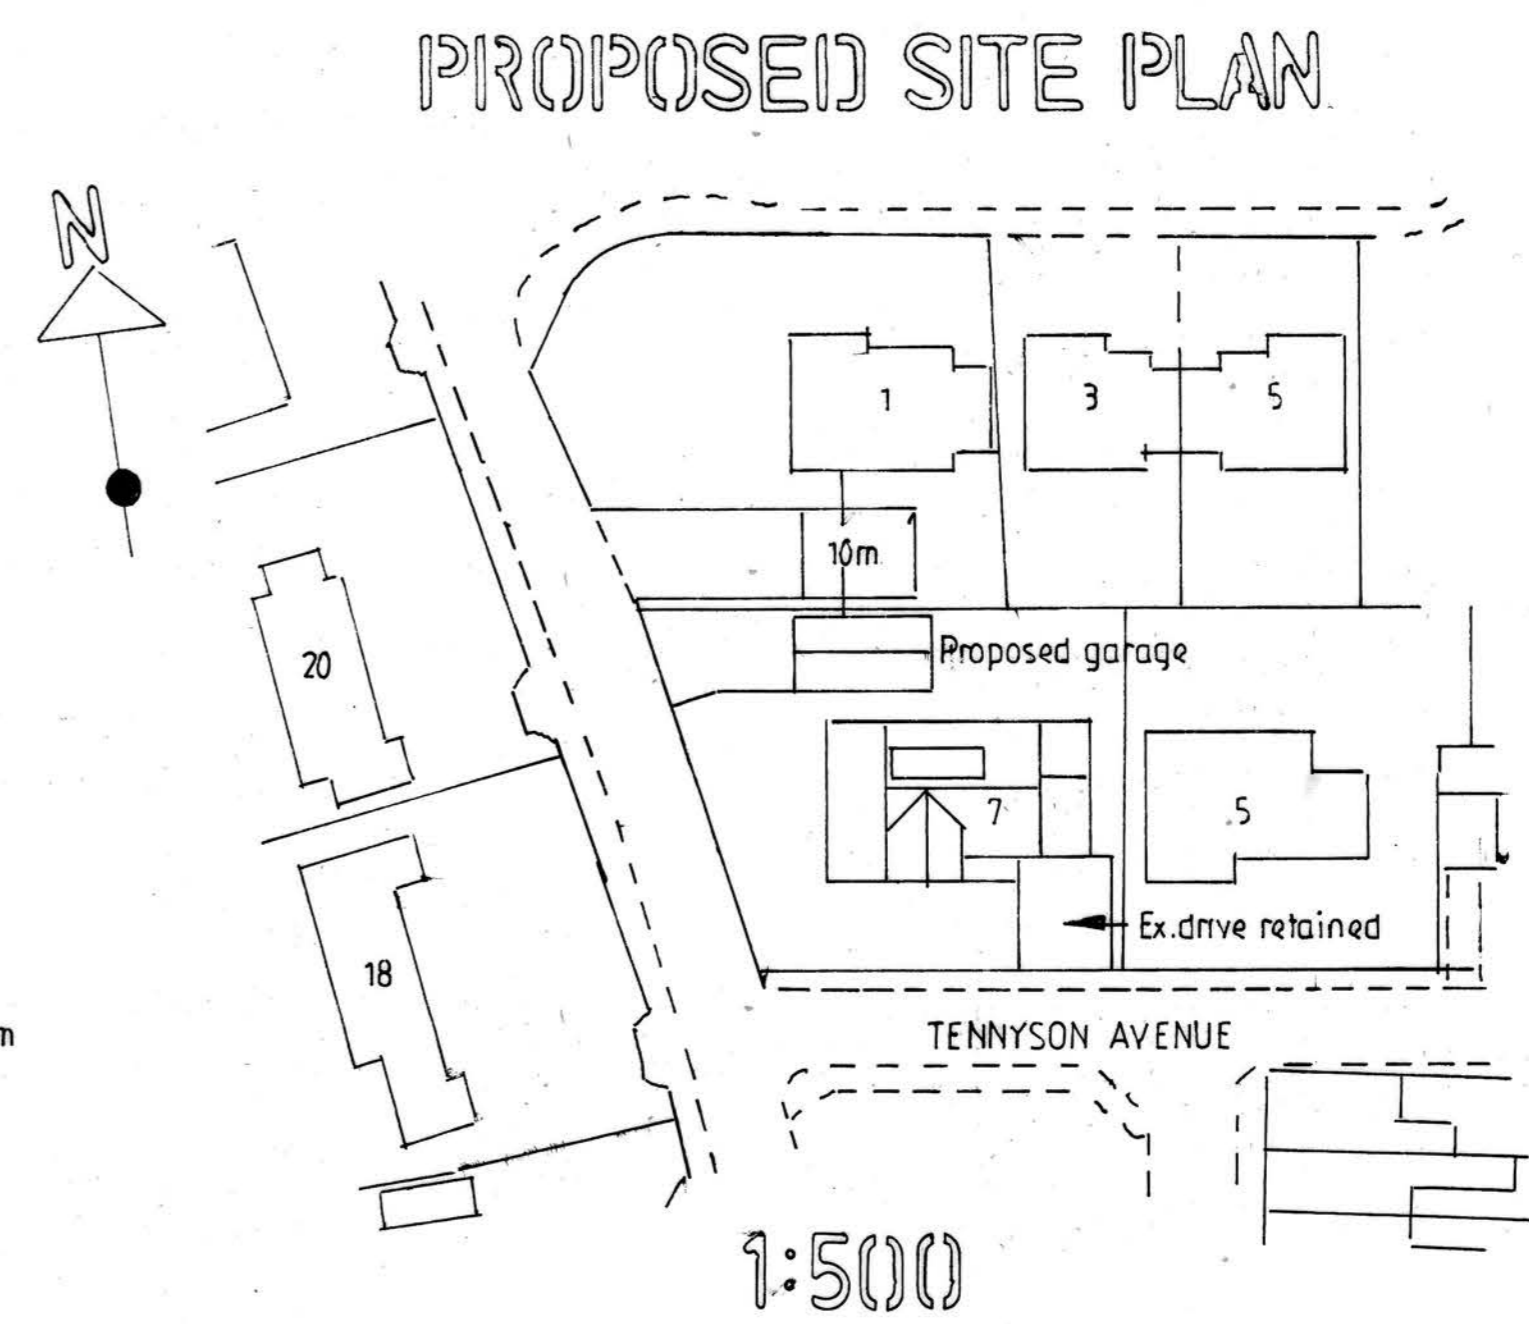 PROPOSED SITE PLAN
N
1
3
5
10m
Proposed garage
20
7
5
Ex.drive retained
18
m
TENNYSON AVENUE
1:500